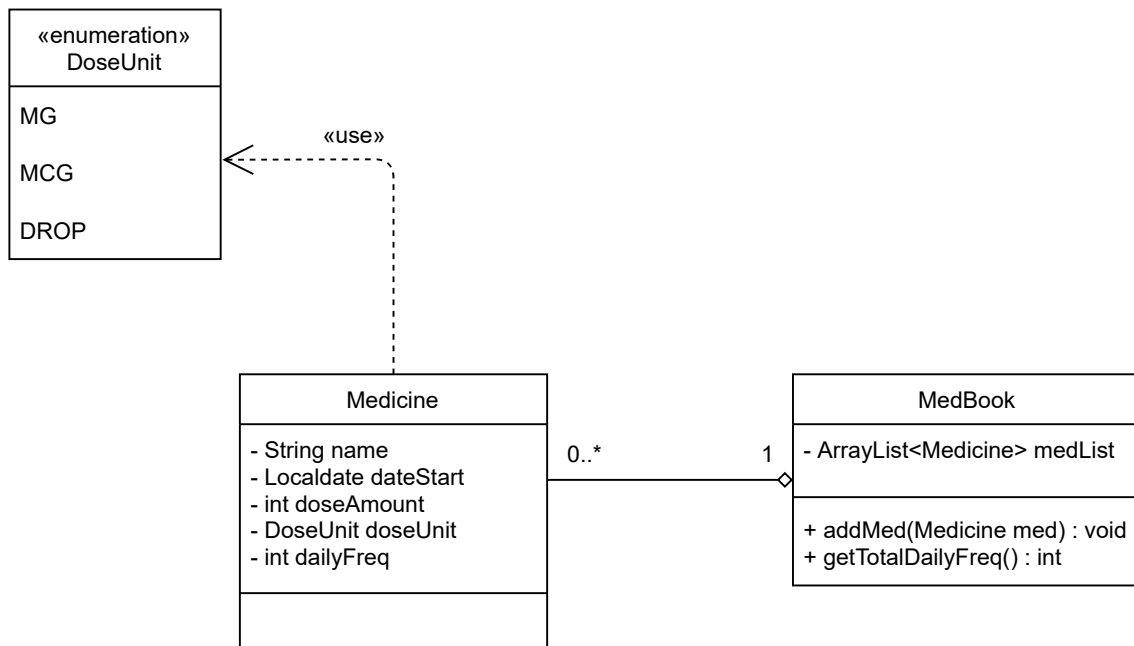 «enumeration»
DoseUnit
MG
MCG
DROP
«use»
Medicine
- String name
- Localdate dateStart
- int doseAmount
- DoseUnit doseUnit
- int dailyFreq
0..*
1
MedBook
- ArrayList<Medicine> medList
+ addMed(Medicine med) : void
+ getTotalDailyFreq() : int